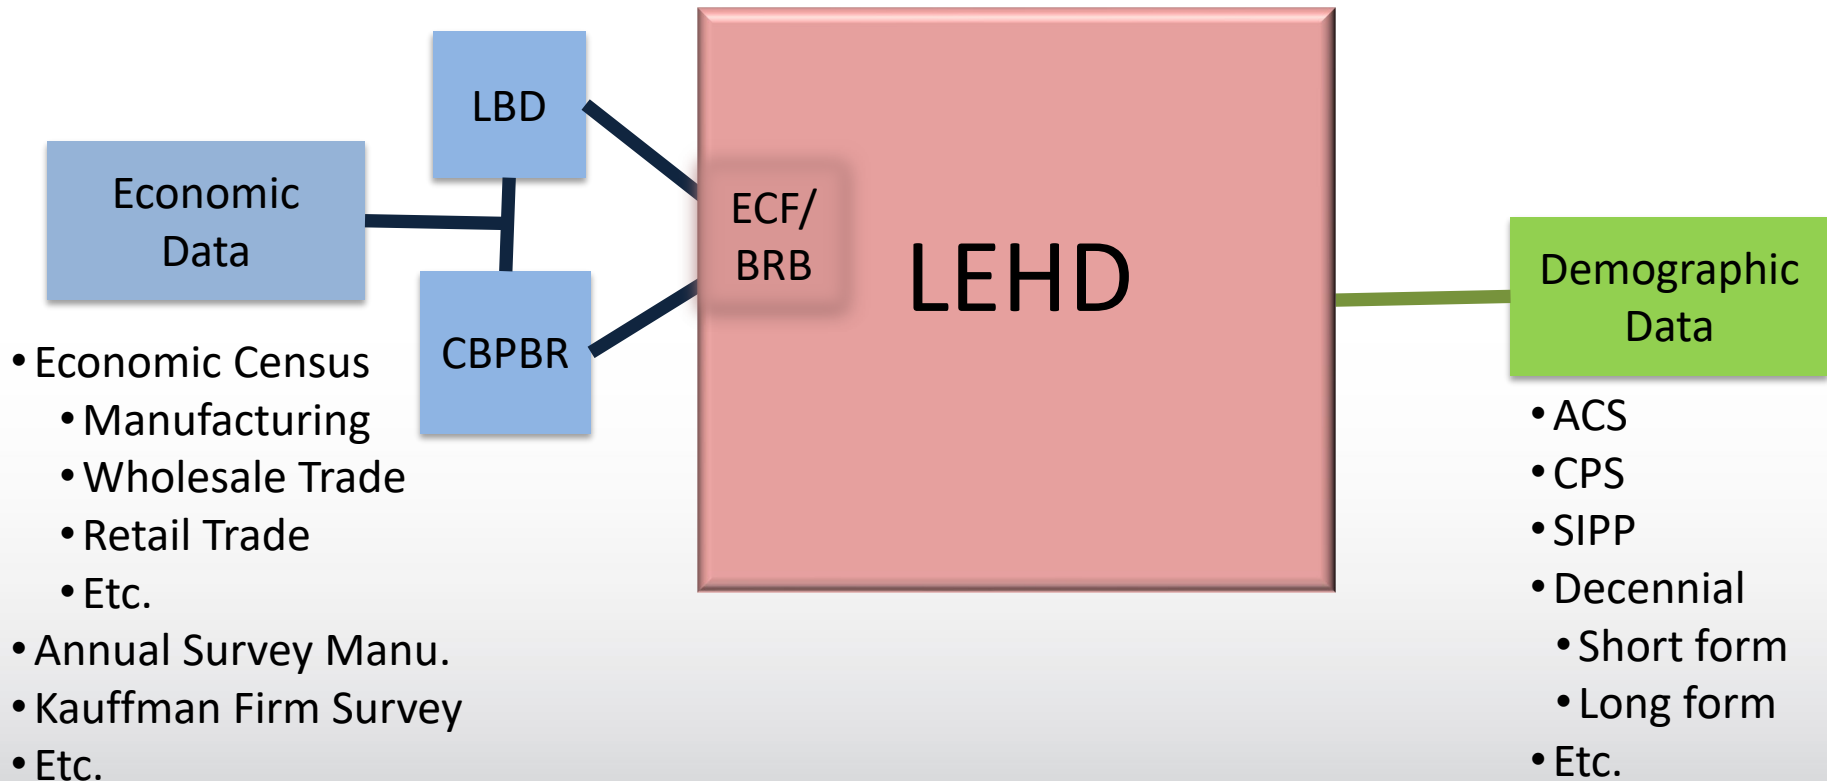 LBD
Economic
Data
CBPBR
ECF/
BRB
LEHD
Demographic
Data
• Economic Census
• Manufacturing
• Wholesale Trade
• Retail Trade
• Etc.
• Annual Survey Manu.
• Kauffman Firm Survey
• Etc.
• ACS
• CPS
• SIPP
• Decennial
• Short form
• Long form
• Etc.